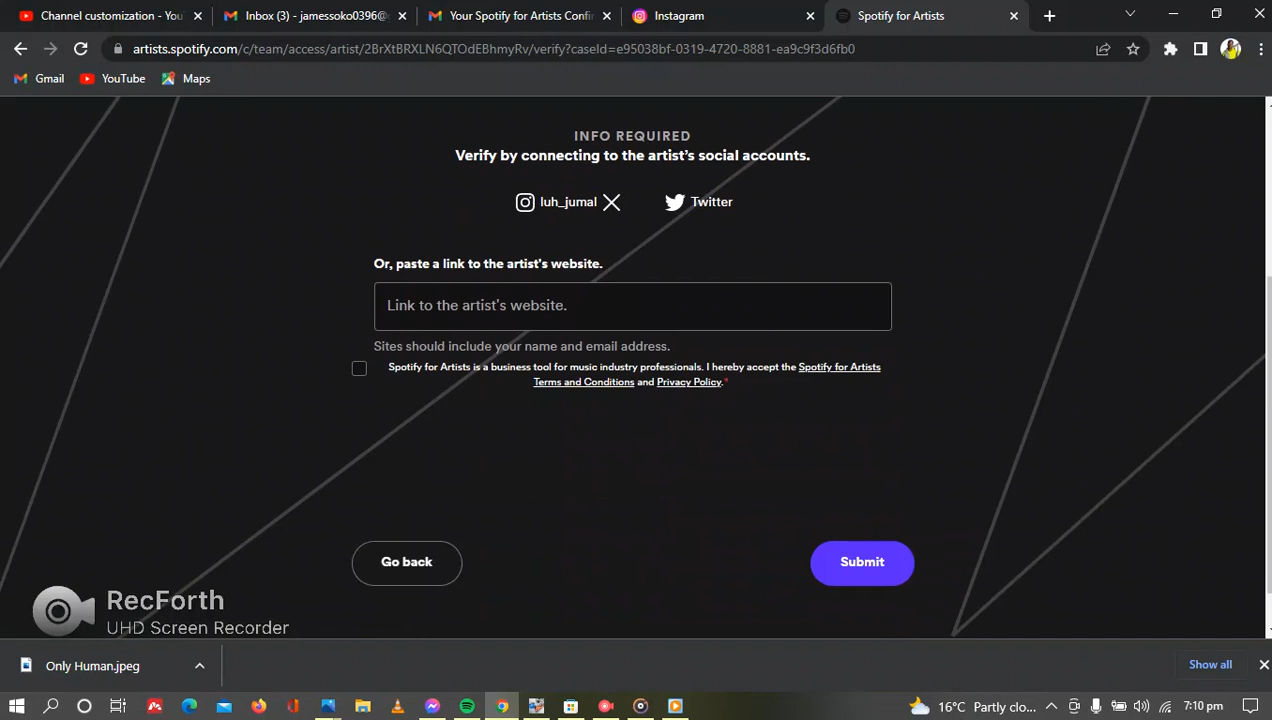 Channel customization - You
Inbox (3) - jamessoko0396@
Your Spotify for Artists Confir
Instagram
Spotify for Artists
artists.spotify.com/c/team/access/artist/2BrXtBRXLN6QTOdEBhmyRv/verify?caseId=e95038bf-0319-4720-8881-ea9c9f3d6fb0
Gmail
YouTube
Maps
INFO REQUIRED
Verify by connecting to the artist's social accounts.
luh_jumal
Twitter
Or, paste a link to the artist's website.
Link to the artist's website.
Sites should include your name and email address.
Spotify for Artists is a business tool for music industry professionals. I hereby accept the Spotify for Artists
Terms and Conditions and Privacy Policy.*
Go back
Submit
RecForth
UHD Screen Recorder
Only Human.jpeg
Show all
16°C Partly clo...
7:10 pm